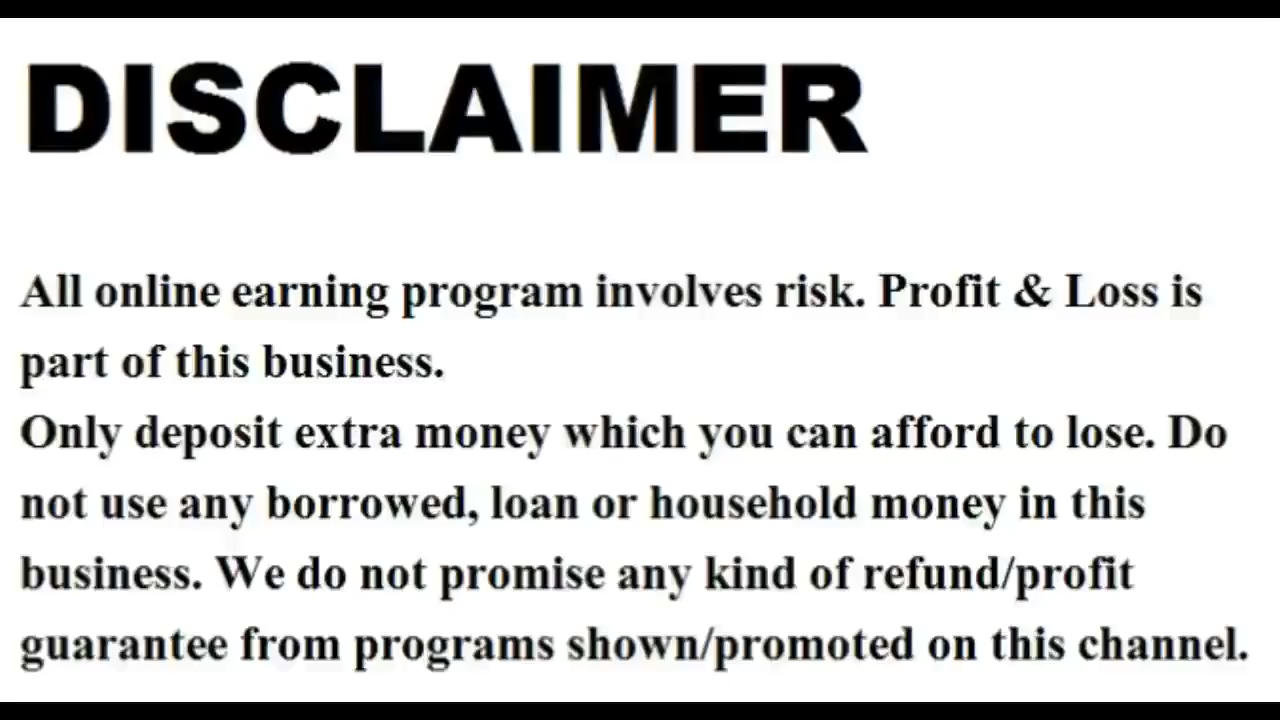 DISCLAIMER
All online earning program involves risk. Profit & Loss is
part of this business.
Only deposit extra money which you can afford to lose. Do
not use any borrowed, loan or household money in this
business. We do not promise any kind of refund/profit
guarantee from programs shown/promoted on this channel.